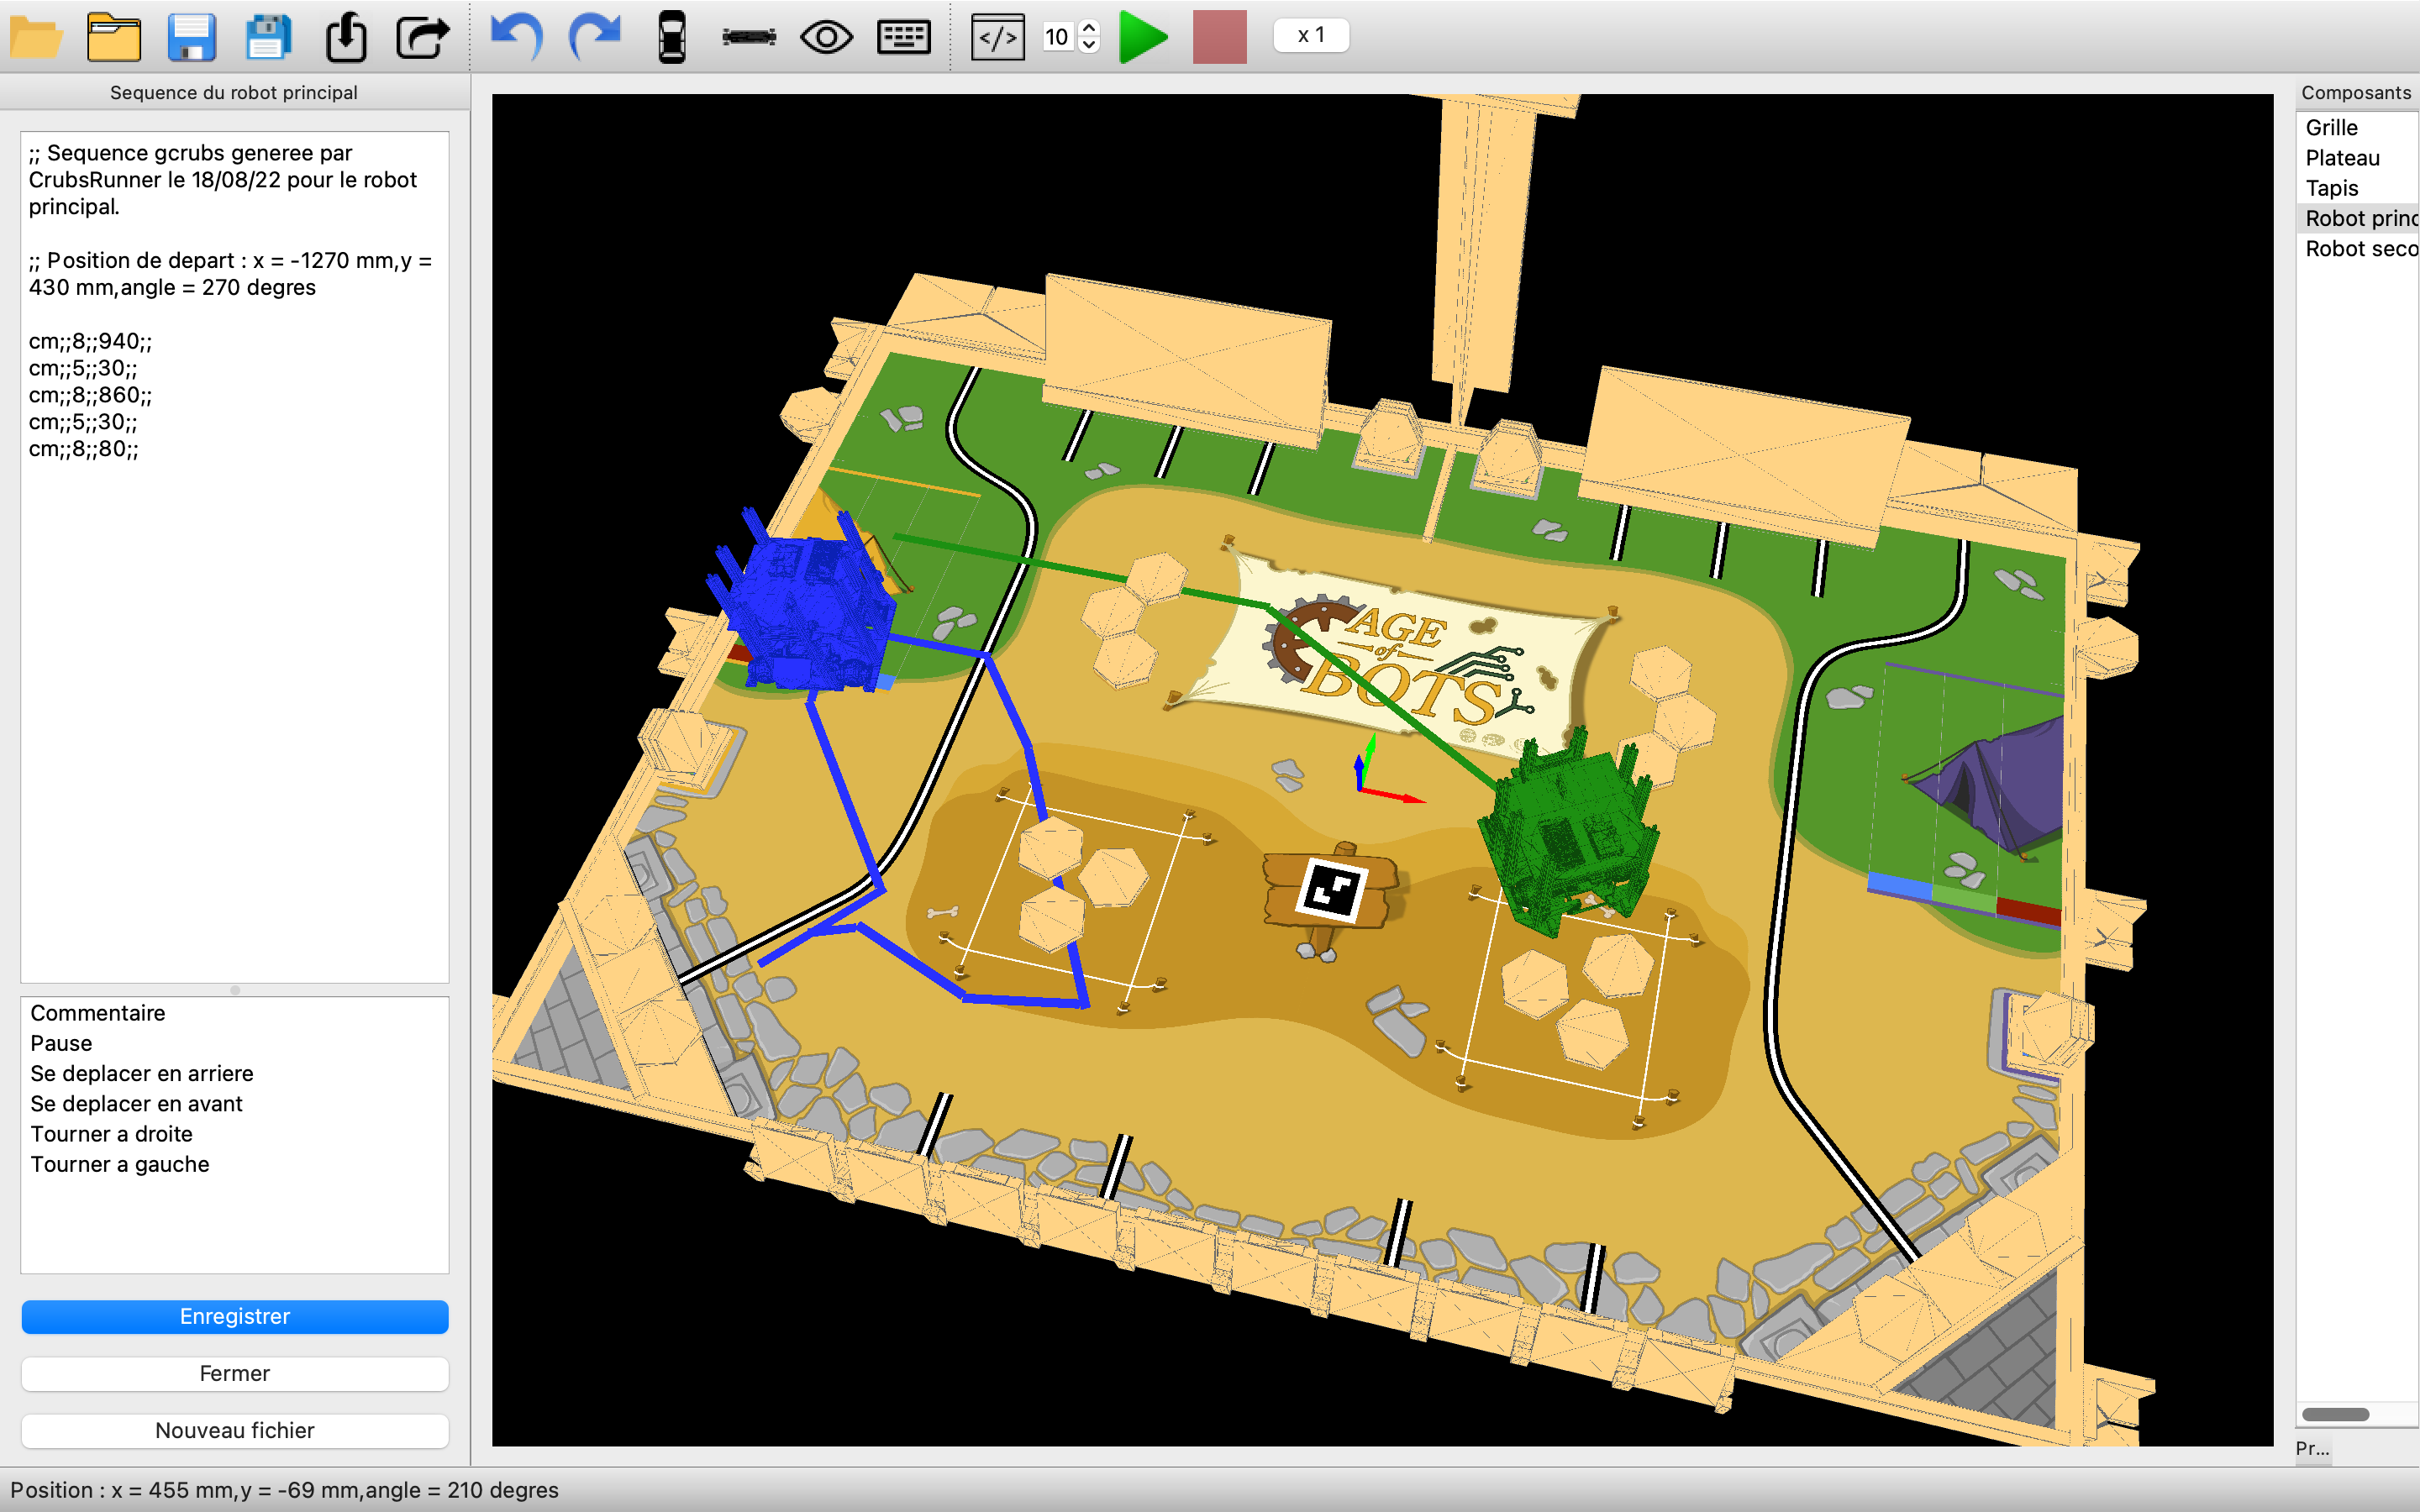 10
x 1
Sequence du robot principal
;; Sequence gcrubs generee par
CrubsRunner le 18/08/22 pour le robot
principal.
;; Position de depart : x = -1270 mm,y =
430 mm,angle = 270 degres
cm;;8;;940;;
cm;;5;;30;;
cm;;8;;860;;
cm;;5;;30;;
cm;;8;;80;;
Commentaire
Pause
Se deplacer en arriere
Se deplacer en avant
Tourner a droite
Tourner a gauche
Enregistrer
Fermer
Nouveau fichier
AGE
of
BOTS
Composants
Grille
Plateau
Tapis
Robot princ
Robot seco
Pr...
Position : x = 455 mm,y = -69 mm,angle = 210 degres